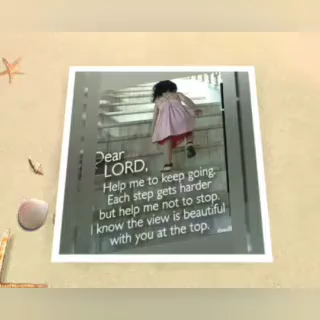 Dear
LORD,
Help me to keep going.
Each step gets harder
but help me not to stop.
I know the view is beautiful
with you at the top.